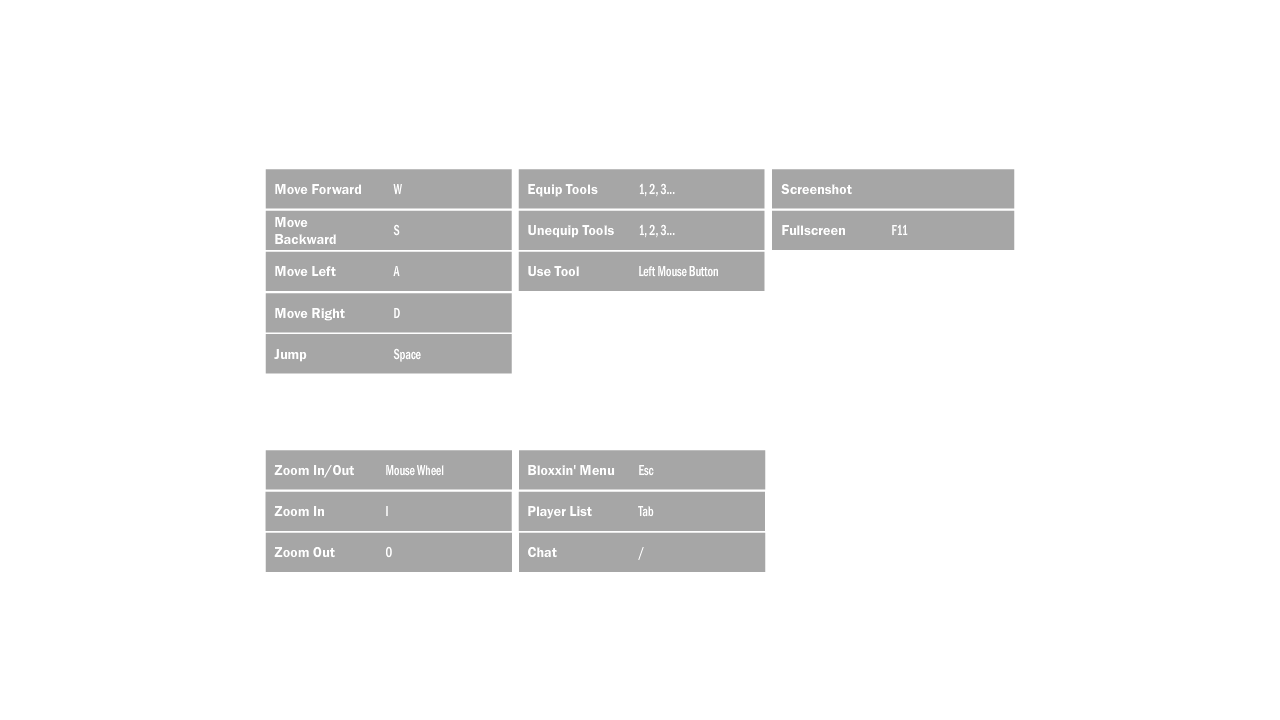 Move Forward W
Move
Backward S
Move Left A
Move Right D
Jump Space
Equip Tools 1, 2, 3...
Unequip Tools 1, 2, 3...
Use Tool Left Mouse Button
Screenshot
Fullscreen F11
Zoom In/Out Mouse Wheel
Zoom In I
Zoom Out O
Bloxxin' Menu Esc
Player List Tab
Chat /